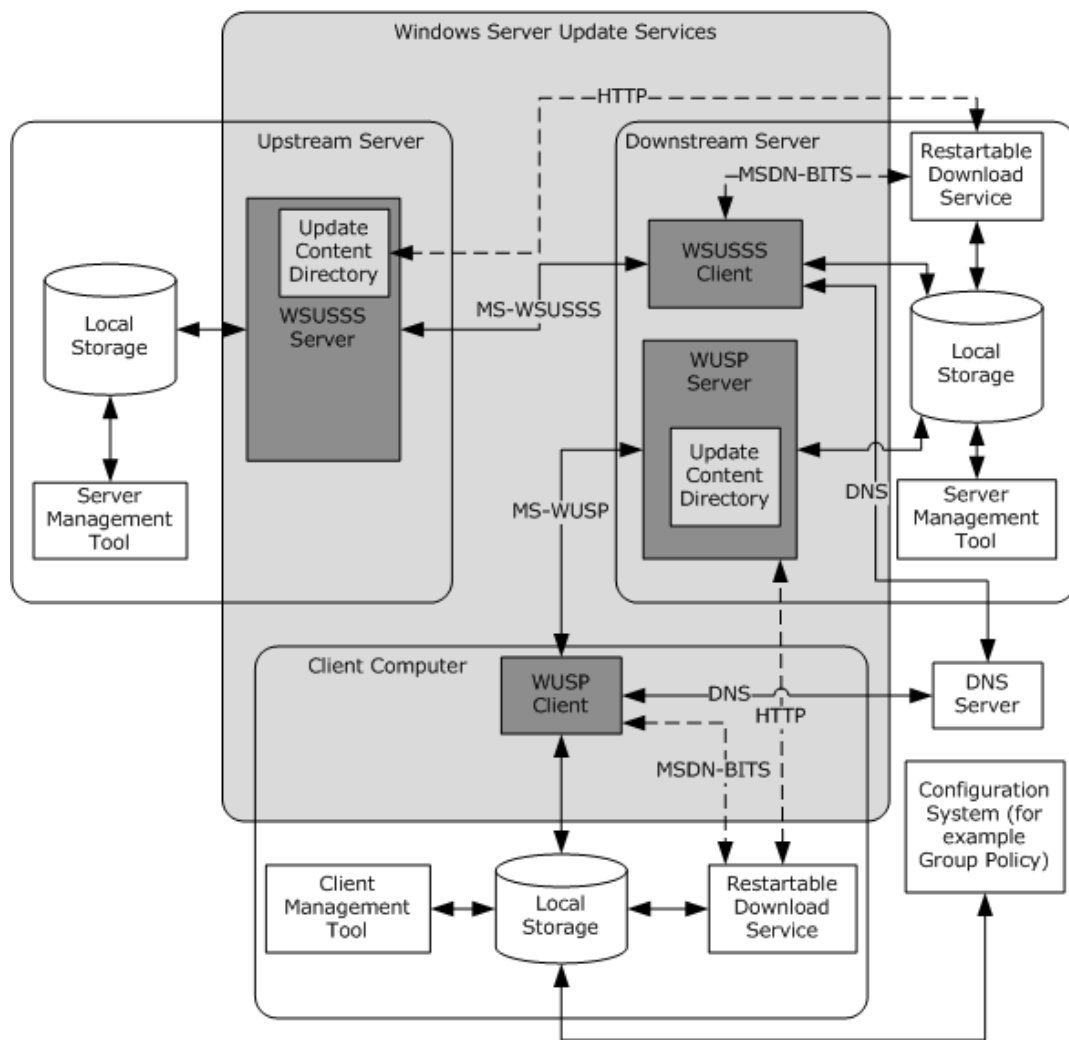 Windows Server Update Services
HTTP
Upstream Server
Downstream Server
Restartable
Download
Service
MSDN-BITS
Update
Content
Directory
WSUSSS
Server
WSUSSS
Client
MS-WSUSSS
Local
Storage
Local
Storage
WUSP
Server
Update
Content
Directory
DNS
MS-WUSP
Server
Management
Tool
Server
Management
Tool
Client Computer
WUSP
Client
DNS
HTTP
DNS
Server
MSDN-BITS
Configuration
System (for
example
Group Policy)
Client
Management
Tool
Local
Storage
Restartable
Download
Service